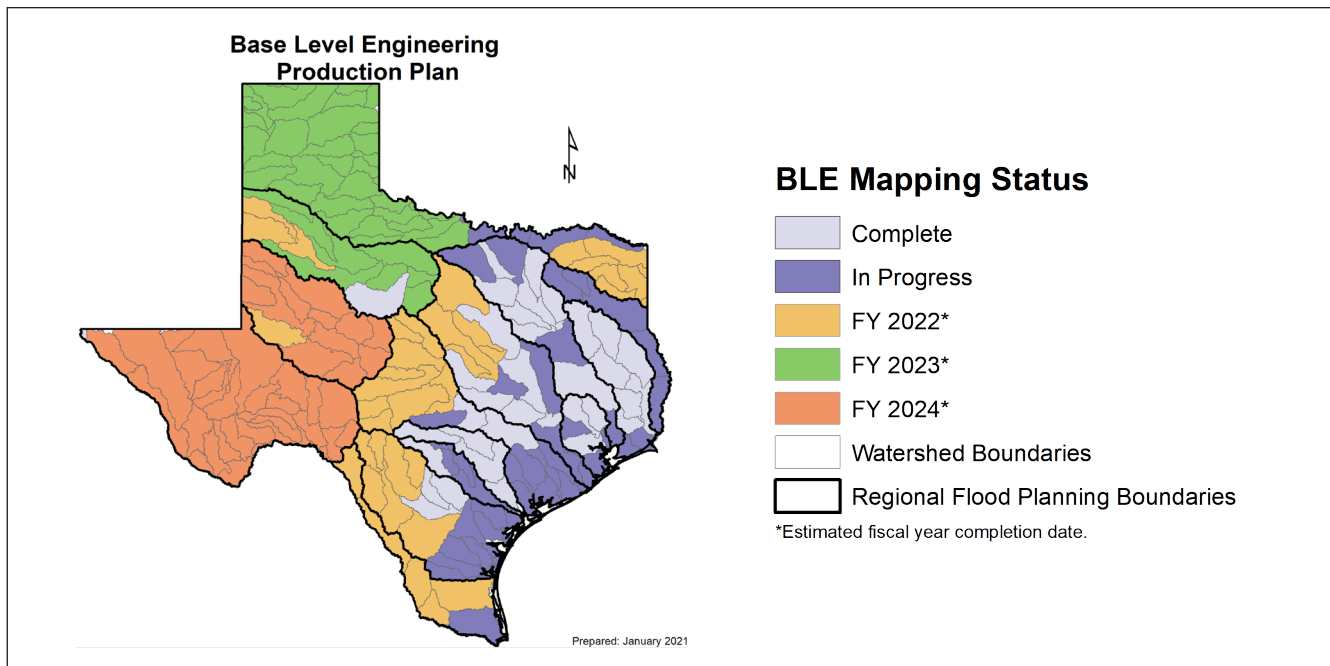 Base Level Engineering
Production Plan
N
BLE Mapping Status
Complete
In Progress
FY 2022*
FY 2023*
FY 2024*
Watershed Boundaries
Regional Flood Planning Boundaries
*Estimated fiscal year completion date.
Prepared: January 2021